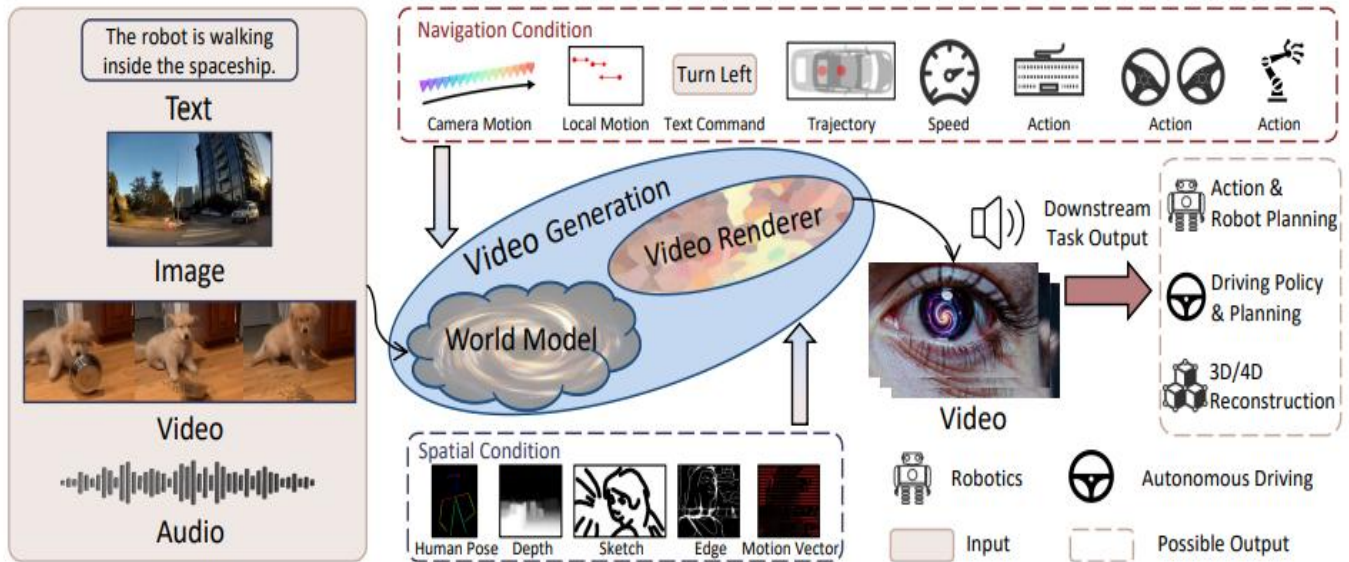 The robot is walking
inside the spaceship.
Text
Image
Video
Audio
Navigation Condition
Turn Left
Camera Motion
Local Motion
Text Command
Trajectory
Speed
Action
Action
Action
Video Generation
Video Renderer
World Model
Spatial Condition
Human Pose
Depth
Sketch
Edge
Motion Vector
Downstream
Task Output
Video
Action &
Robot Planning
Driving Policy
& Planning
3D/4D
Reconstruction
Robotics
Autonomous Driving
Input
Possible Output